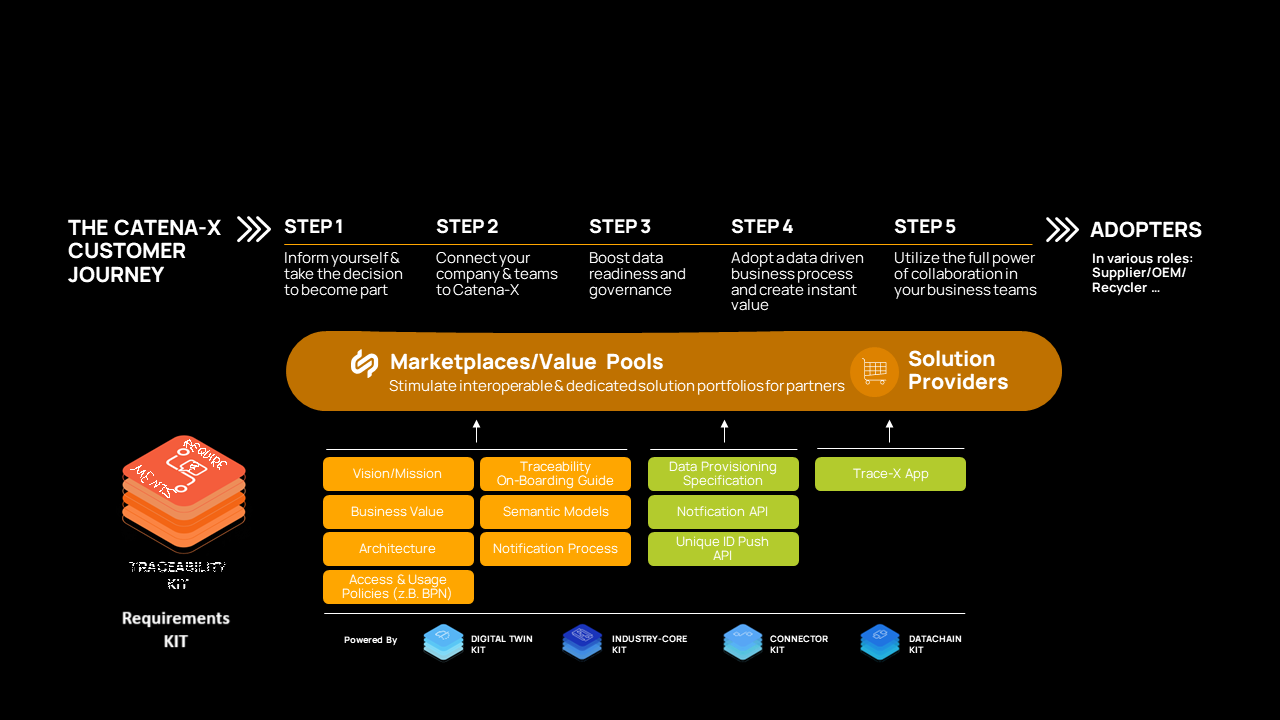 THE CATENA-X
CUSTOMER
JOURNEY
STEP 1
Inform yourself &
take the decision
to become part
STEP 2
Connect your
company & teams
to Catena-X
STEP 3
Boost data
readiness and
governance
STEP 4
Adopt a data driven
business process
and create instant
value
STEP 5
Utilize the full power
of collaboration in
your business teams
ADOPTERS
In various roles:
Supplier/OEM/
Recycler ...
Marketplaces/Value Pools
Stimulate interoperable & dedicated solution portfolios for partners
Solution
Providers
REQUIRE
MENTS
TRACEABILITY
KIT
Requirements
KIT
Vision/Mission
Traceability
On-Boarding Guide
Business Value
Semantic Models
Architecture
Notification Process
Access & Usage
Policies (z.B. BPN)
Data Provisioning
Specification
Notfication API
Unique ID Push
API
Trace-X App
Powered By
DIGITAL TWIN
KIT
INDUSTRY-CORE
KIT
CONNECTOR
KIT
DATACHAIN
KIT